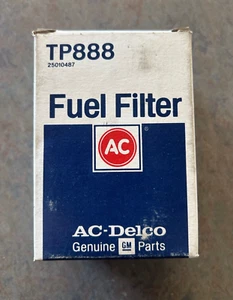 TP888
25010487
Fuel Filter
AC
AC-Delco
Genuine GM Parts